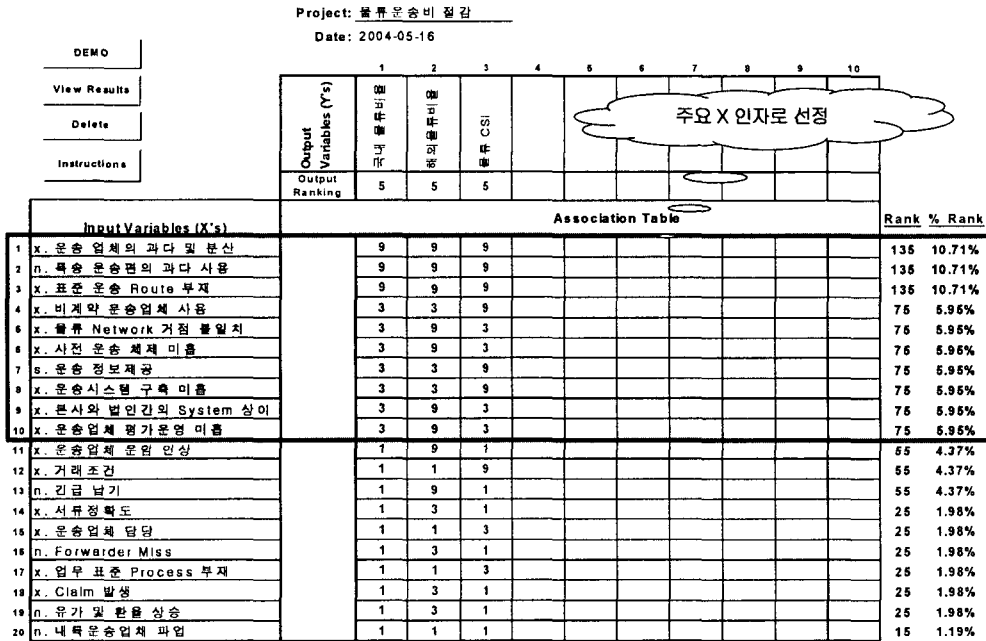 Project: 물류운송비 절감
Date: 2004-05-16
DEMO
View Results
Delete
Instructions
1 2 3 4 5 6 7 8 9 10
Output Variables (Y's)
국내 물류비율
해외물류비율
물류 CSI
주요 X 인자로 선정
Output Ranking 5 5 5
Input Variables (X's) Association Table Rank % Rank
1 x. 운송 업체의 과다 및 분산 9 9 9 135 10.71%
2 n. 특송 운송편의 과다 사용 9 9 9 135 10.71%
3 x. 표준 운송 Route 부재 9 9 9 135 10.71%
4 x. 비계약 운송업체 사용 3 3 9 75 5.95%
5 x. 물류 Network 거점 불일치 3 9 3 75 5.95%
6 x. 사전 운송 체제 미흡 3 9 3 75 5.95%
7 s. 운송 정보제공 3 3 9 75 5.95%
8 x. 운송시스템 구축 미흡 3 3 9 75 5.95%
9 x. 본사와 법인간의 System 상이 3 9 3 75 5.95%
10 x. 운송업체 평가운영 미흡 3 9 3 75 5.95%
11 x. 운송업체 운임 인상 1 9 1 55 4.37%
12 x. 거래조건 1 1 9 55 4.37%
13 n. 긴급 납기 1 9 1 55 4.37%
14 x. 서류정확도 1 3 1 25 1.98%
15 x. 운송업체 담당 1 1 3 25 1.98%
16 n. Forwarder Miss 1 3 1 25 1.98%
17 x. 업무 표준 Process 부재 1 1 3 25 1.98%
18 x. Claim 발생 1 3 1 25 1.98%
19 n. 유가 및 환율 상승 1 3 1 25 1.98%
20 n. 내륙운송업체 파업 1 1 1 15 1.19%